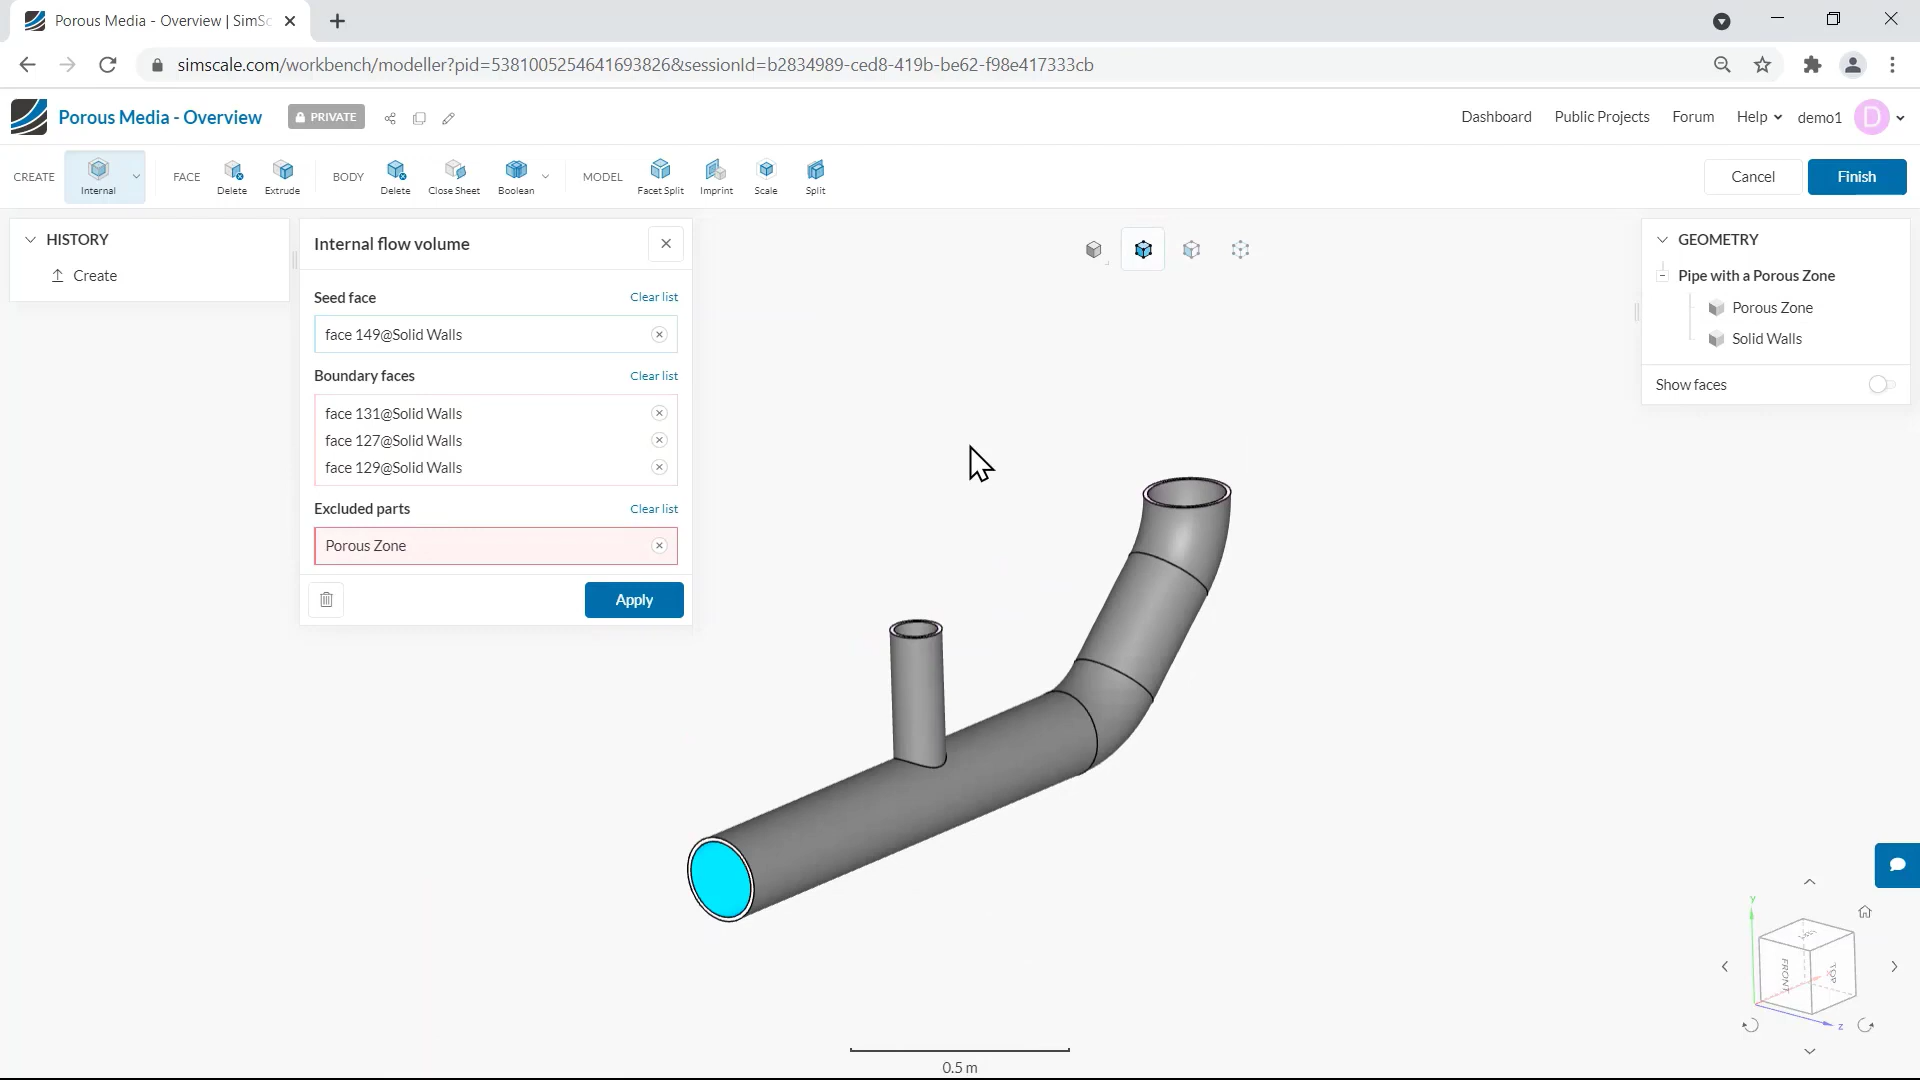 Porous Media - Overview | SimSc
simscale.com/workbench/modeller?pid=5381005254641693826&sessionId=b2834989-ced8-419b-be62-f98e417333cb
Porous Media - Overview
PRIVATE
Dashboard
Public Projects
Forum
Help
demo1
D
CREATE
Internal
FACE
Delete
Extrude
BODY
Delete
Close Sheet
Boolean
MODEL
Facet Split
Imprint
Scale
Split
Cancel
Finish
HISTORY
Create
Internal flow volume
Seed face
Clear list
face 149@Solid Walls
Boundary faces
Clear list
face 131@Solid Walls
face 127@Solid Walls
face 129@Solid Walls
Excluded parts
Clear list
Porous Zone
Apply
GEOMETRY
Pipe with a Porous Zone
Porous Zone
Solid Walls
Show faces
0.5 m
y
FRONT
TOP
z